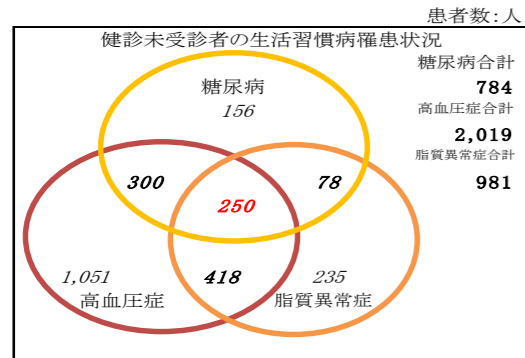 患者数:人
健診未受診者の生活習慣病罹患状況
糖尿病合計
784
高血圧症合計
2,019
脂質異常症合計
981
糖尿病
156
300
78
250
1,051
418
235
高血圧症
脂質異常症